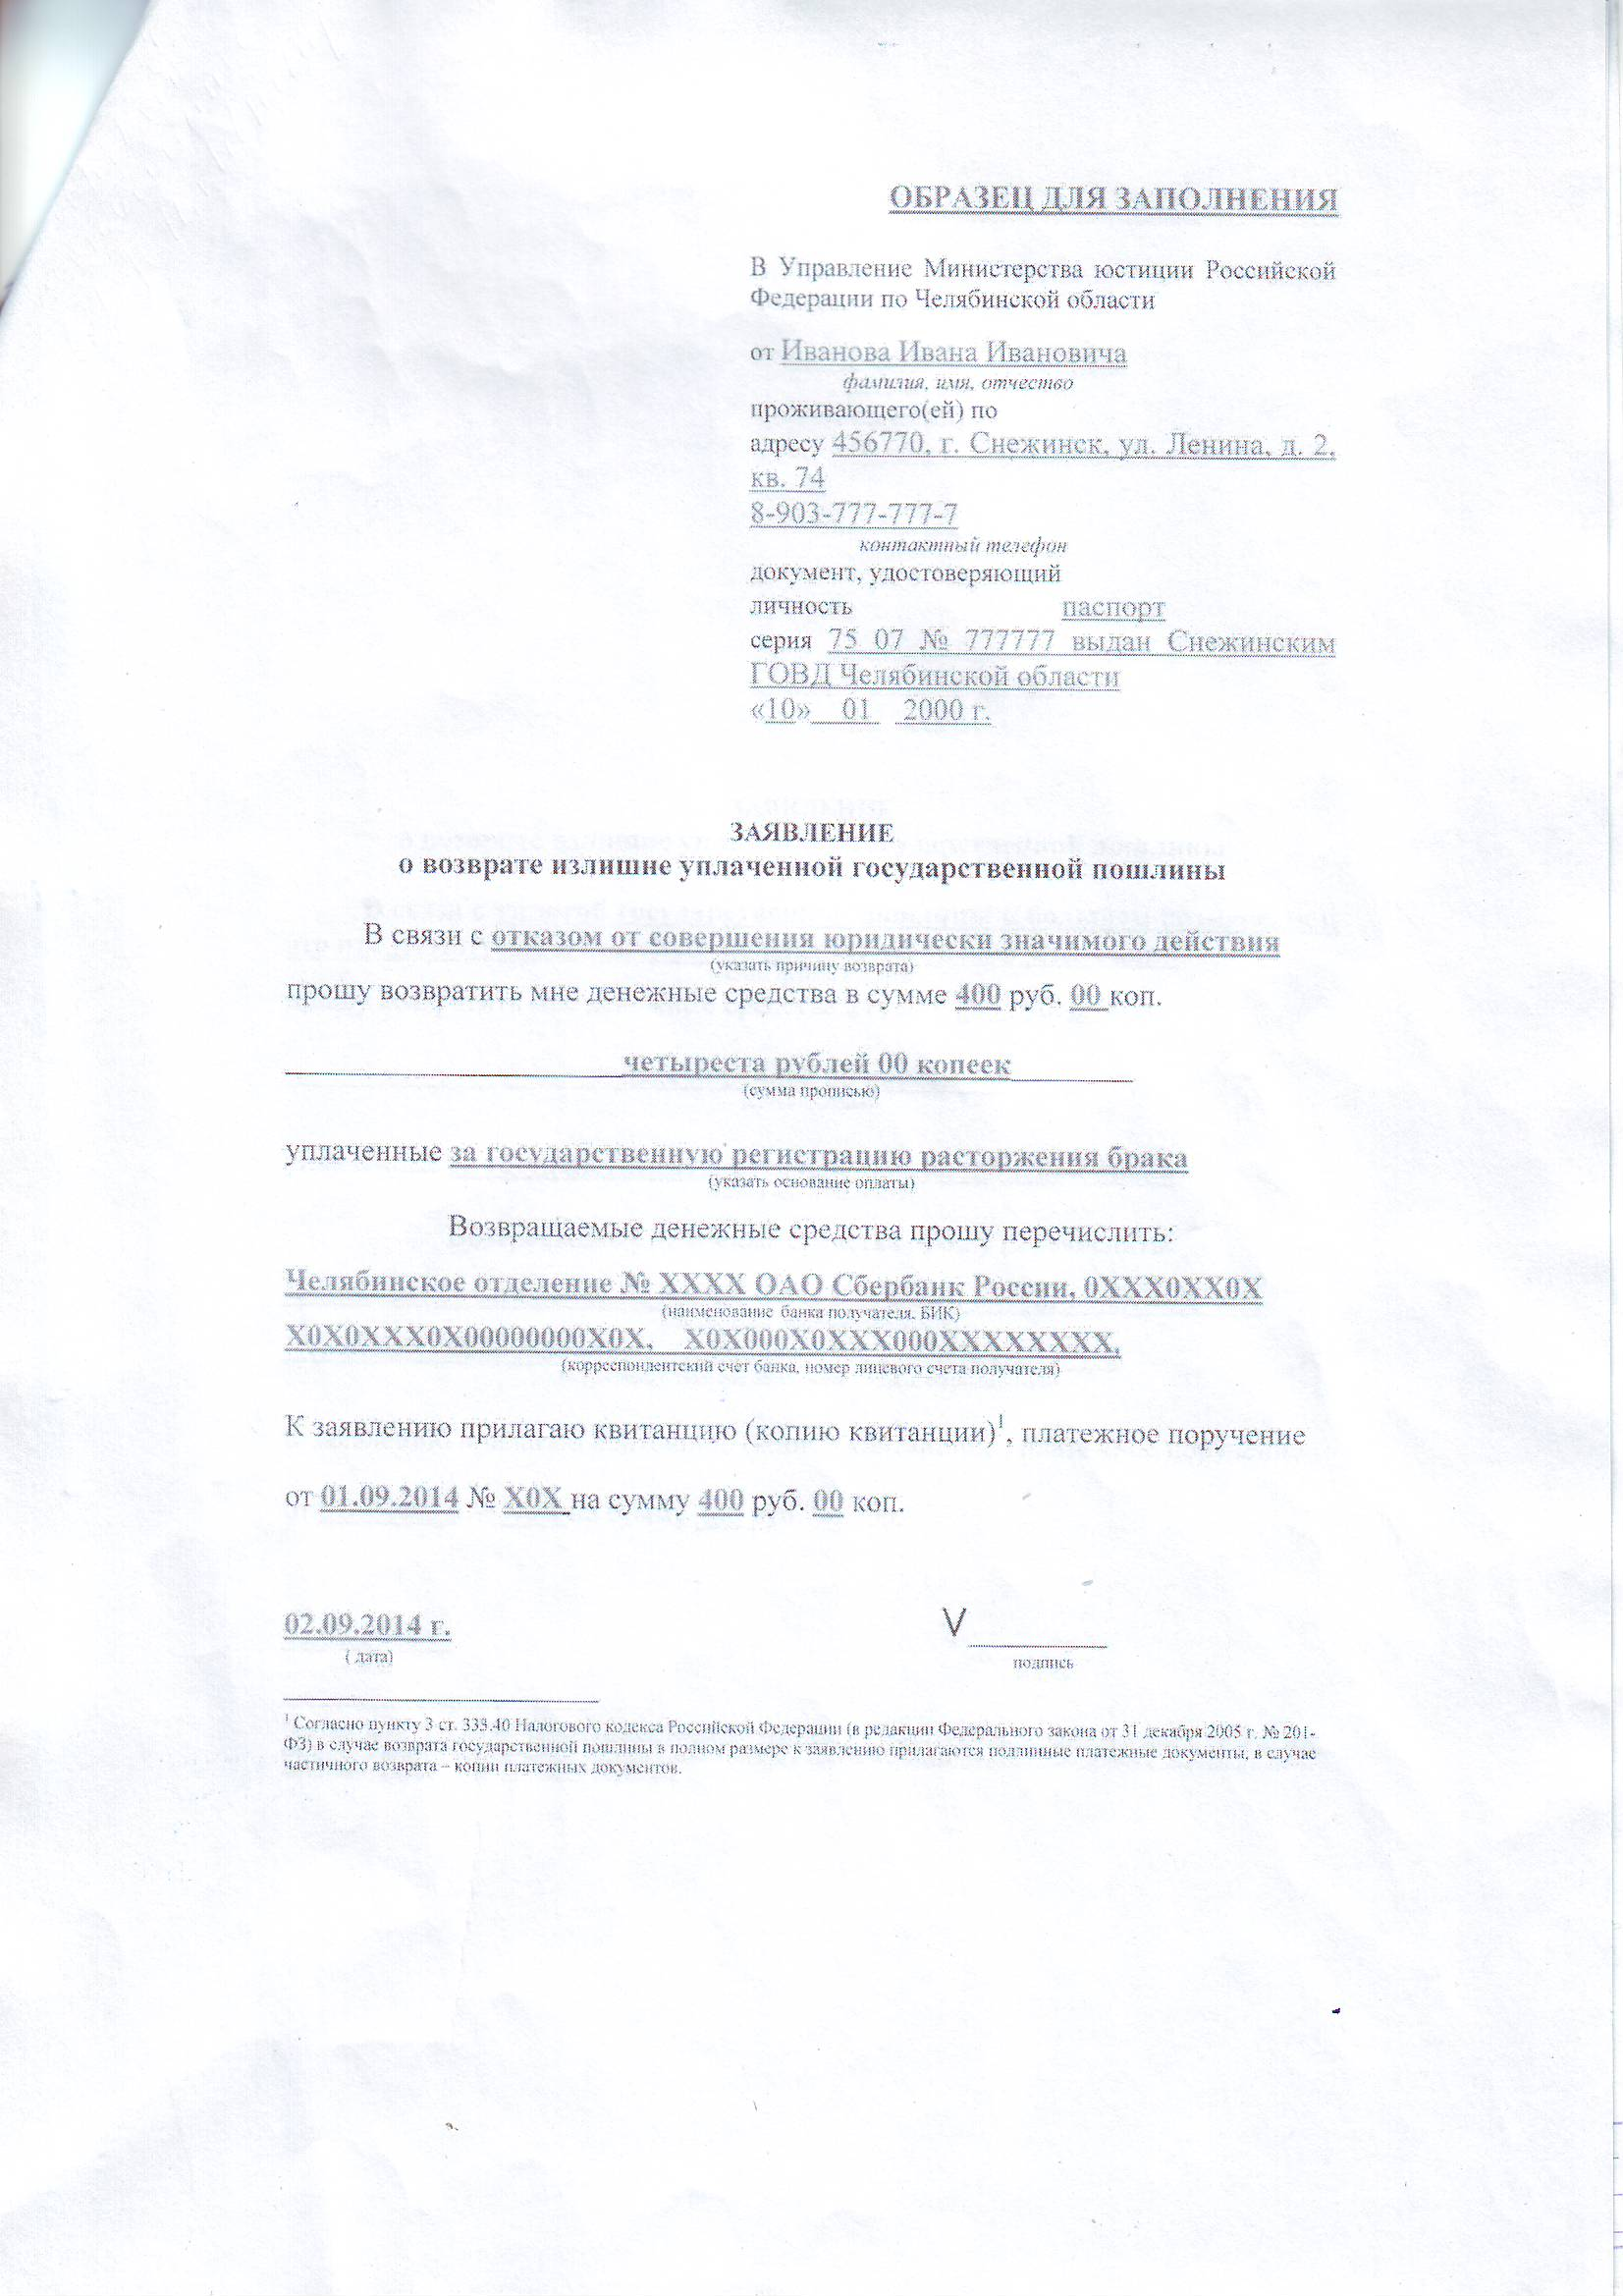 ОБРАЗЕЦ ДЛЯ ЗАПОЛНЕНИЯ
В Управление Министерства юстиции Российской
Федерации по Челябинской области
от Иванова Ивана Ивановича
фамилия, имя, отчество
проживающего(ей) по
адресу 456770, г. Снежинск, ул. Ленина, д. 2,
кв. 74
8-903-777-777-7
контактный телефон
документ, удостоверяющий
личность паспорт
серия 75 07 № 777777 выдан Снежинским
ГОВД Челябинской области
«10» 01 2000 г.
ЗАЯВЛЕНИЕ
о возврате излишне уплаченной государственной пошлины
В связи с отказом от совершения юридически значимого действия
(указать причину возврата)
прошу возвратить мне денежные средства в сумме 400 руб. 00 коп.
четыреста рублей 00 копеек
(сумма прописью)
уплаченные за государственную регистрацию расторжения брака
(указать основание оплаты)
Возвращаемые денежные средства прошу перечислить:
Челябинское отделение № ХХХХ ОАО Сбербанк России, 0ХХХ0ХХ0Х
(наименование банка получателя, БИК)
Х0Х0ХХХ0Х00000000Х0Х, Х0Х000Х0ХХХ000ХХХХХХХХ,
(корреспондентский счет банка, номер лицевого счета получателя)
К заявлению прилагаю квитанцию (копию квитанции)¹, платежное поручение
от 01.09.2014 № Х0Х на сумму 400 руб. 00 коп.
02.09.2014 г. V
( дата) подпись
¹ Согласно пункту 3 ст. 333.40 Налогового кодекса Российской Федерации (в редакции Федерального закона от 31 декабря 2005 г. № 201-
ФЗ) в случае возврата государственной пошлины в полном размере к заявлению прилагаются подлинные платежные документы, в случае
частичного возврата – копии платежных документов.